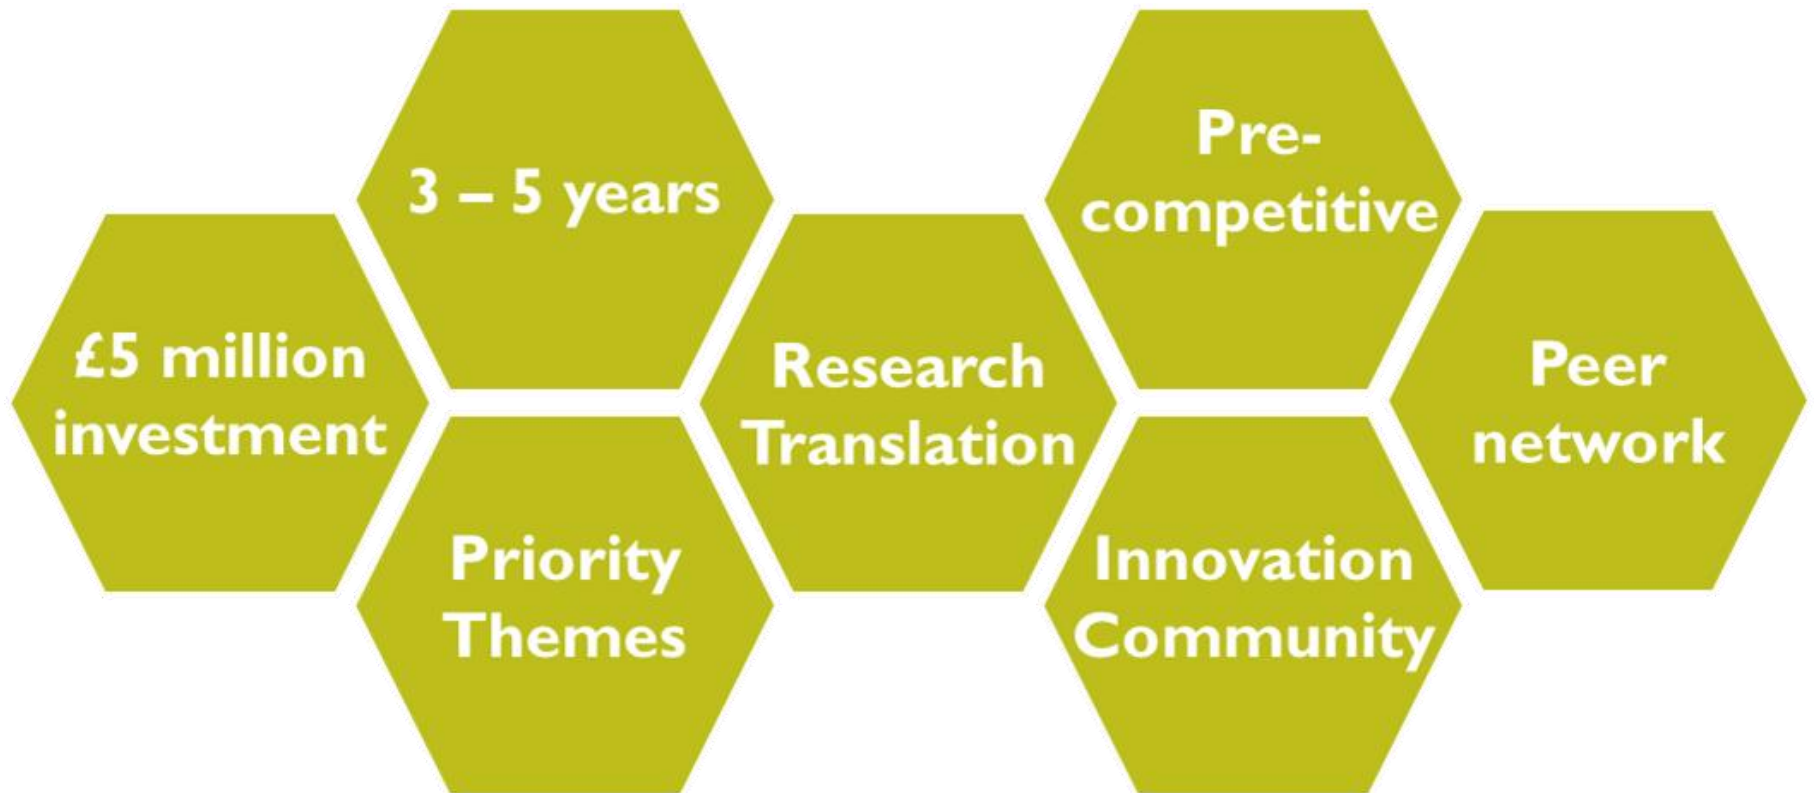 £5 million
investment
3 – 5 years
Priority
Themes
Research
Translation
Pre-
competitive
Innovation
Community
Peer
network